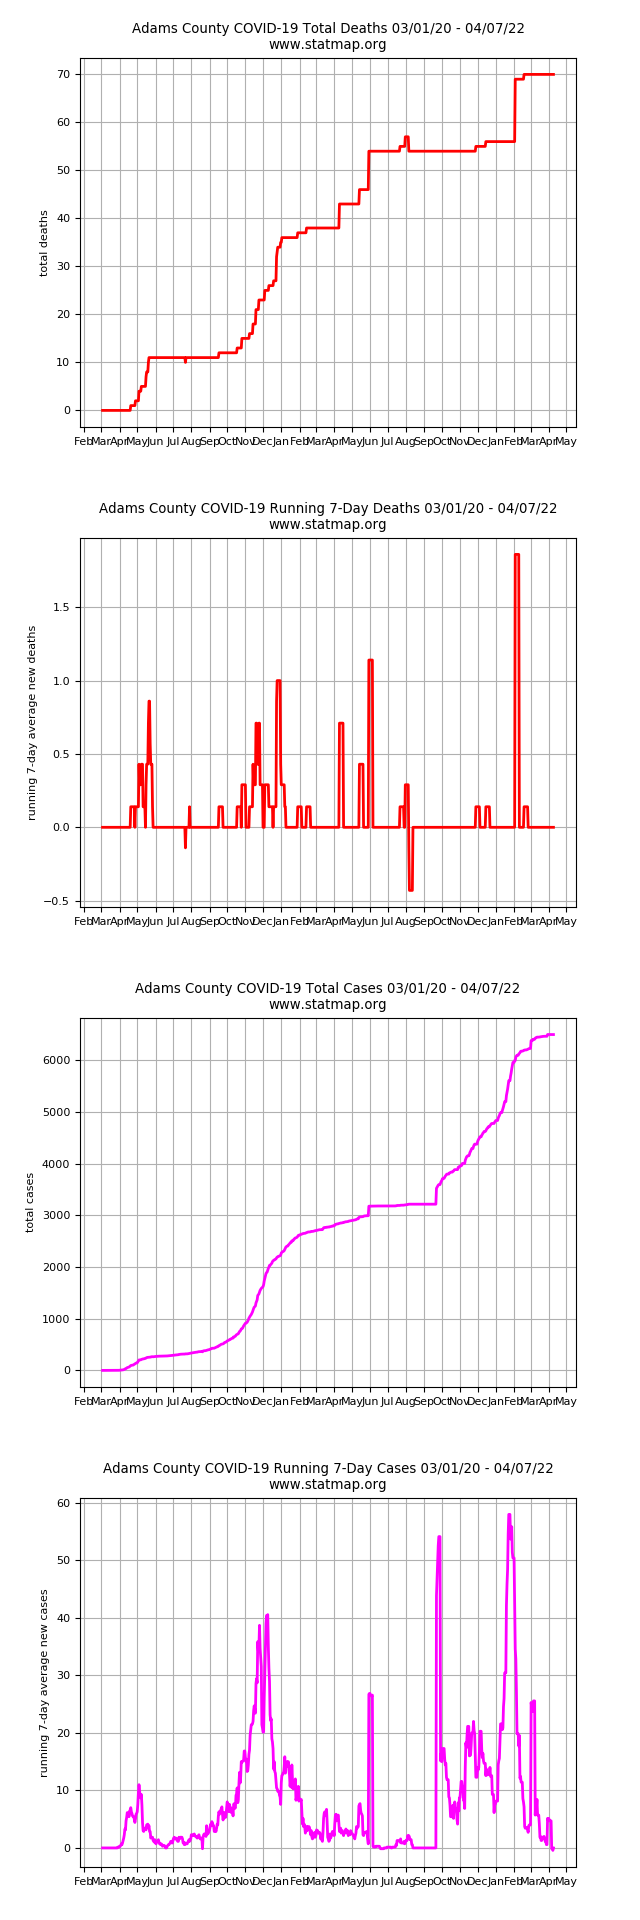 Adams County COVID-19 Total Deaths 03/01/20 - 04/07/22
www.statmap.org
70
60
50
40
30
20
10
0
total deaths
Feb Mar Apr May Jun Jul Aug Sep Oct Nov Dec Jan Feb Mar Apr May Jun Jul Aug Sep Oct Nov Dec Jan Feb Mar Apr May
Adams County COVID-19 Running 7-Day Deaths 03/01/20 - 04/07/22
www.statmap.org
1.5
1.0
0.5
0.0
−0.5
running 7-day average new deaths
Feb Mar Apr May Jun Jul Aug Sep Oct Nov Dec Jan Feb Mar Apr May Jun Jul Aug Sep Oct Nov Dec Jan Feb Mar Apr May
Adams County COVID-19 Total Cases 03/01/20 - 04/07/22
www.statmap.org
6000
5000
4000
3000
2000
1000
0
total cases
Feb Mar Apr May Jun Jul Aug Sep Oct Nov Dec Jan Feb Mar Apr May Jun Jul Aug Sep Oct Nov Dec Jan Feb Mar Apr May
Adams County COVID-19 Running 7-Day Cases 03/01/20 - 04/07/22
www.statmap.org
60
50
40
30
20
10
0
running 7-day average new cases
Feb Mar Apr May Jun Jul Aug Sep Oct Nov Dec Jan Feb Mar Apr May Jun Jul Aug Sep Oct Nov Dec Jan Feb Mar Apr May